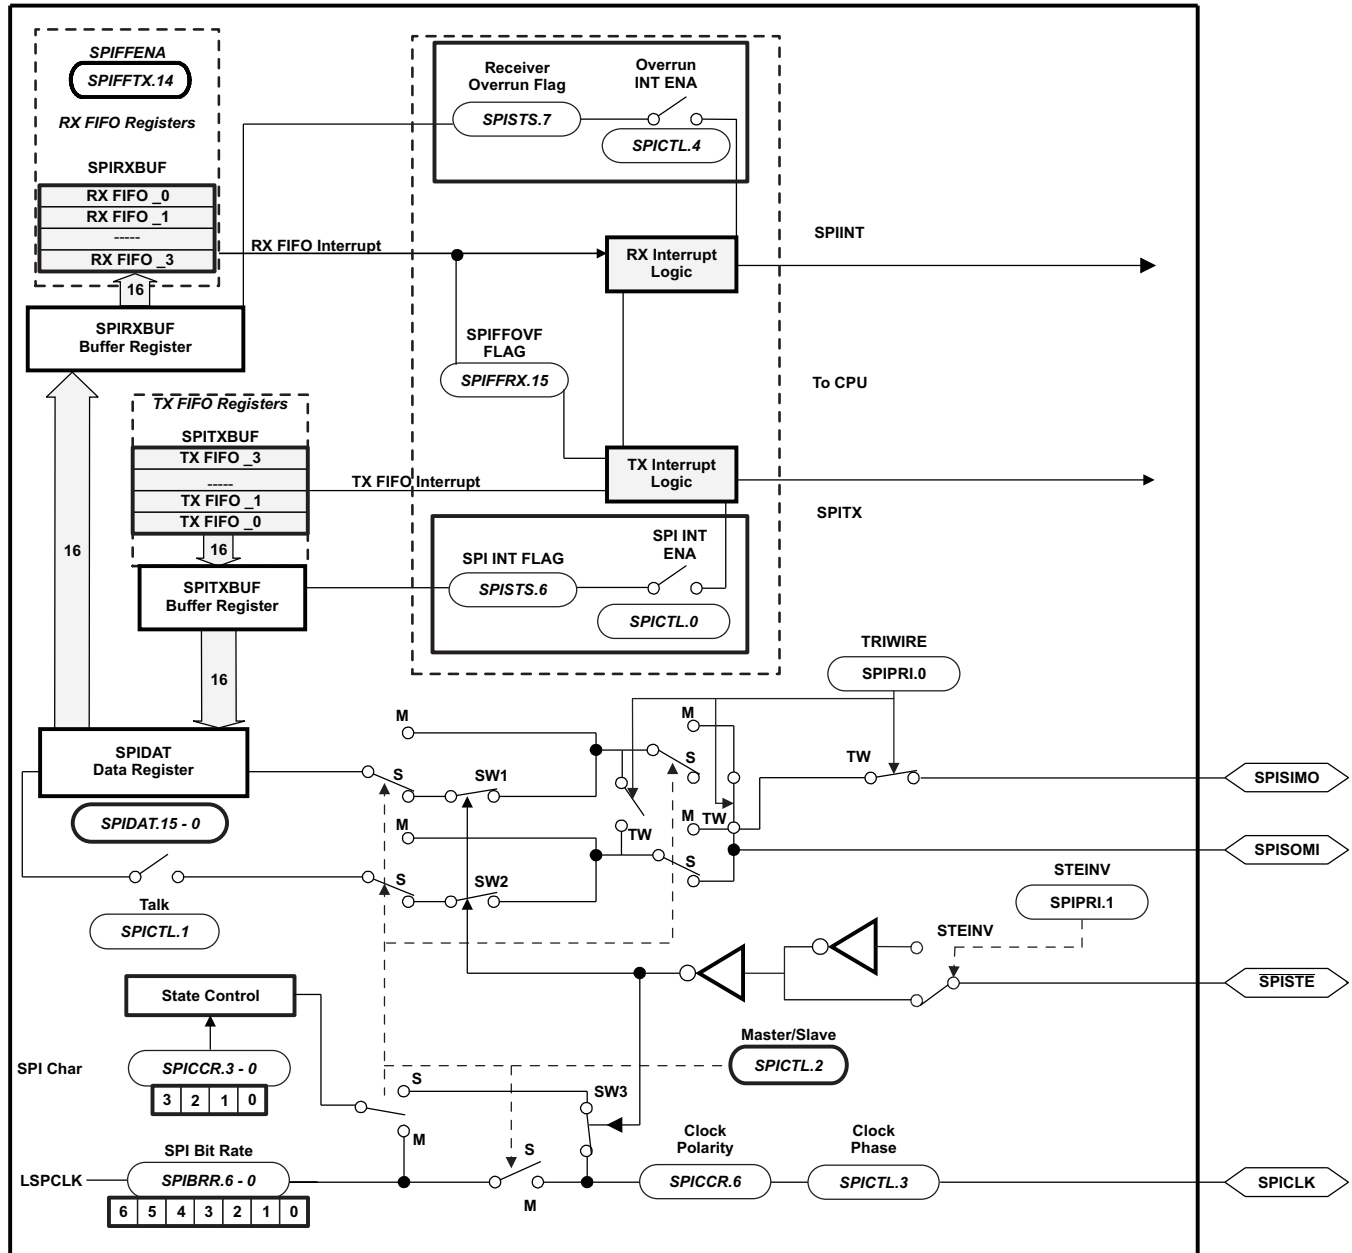 SPIFFENA
SPIFFTX.14
RX FIFO Registers
SPIRXBUF
RX FIFO _0
RX FIFO _1
-----
RX FIFO _3
16
SPIRXBUF
Buffer Register
Receiver
Overrun Flag
SPISTS.7
Overrun
INT ENA
SPICTL.4
RX FIFO Interrupt
RX Interrupt
Logic
SPIINT
SPIFFOVF
FLAG
SPIFFRX.15
To CPU
TX FIFO Registers
SPITXBUF
TX FIFO _3
-----
TX FIFO _1
TX FIFO _0
16
16
TX FIFO Interrupt
TX Interrupt
Logic
SPITX
SPITXBUF
Buffer Register
SPI INT FLAG
SPISTS.6
SPI INT
ENA
SPICTL.0
16
TRIWIRE
SPIPRI.0
SPIDAT
Data Register
SPIDAT.15 - 0
M
S
SW1
M
S
SW2
M
S
TW
M
TW
S
TW
SPISIMO
SPISOMI
Talk
SPICTL.1
STEINV
SPIPRI.1
STEINV
SPISTE
State Control
SPI Char
SPICCR.3 - 0
3 2 1 0
Master/Slave
SPICTL.2
S
M
SW3
S
M
SPI Bit Rate
LSPCLK
SPIBRR.6 - 0
6 5 4 3 2 1 0
Clock
Polarity
SPICCR.6
Clock
Phase
SPICTL.3
SPICLK